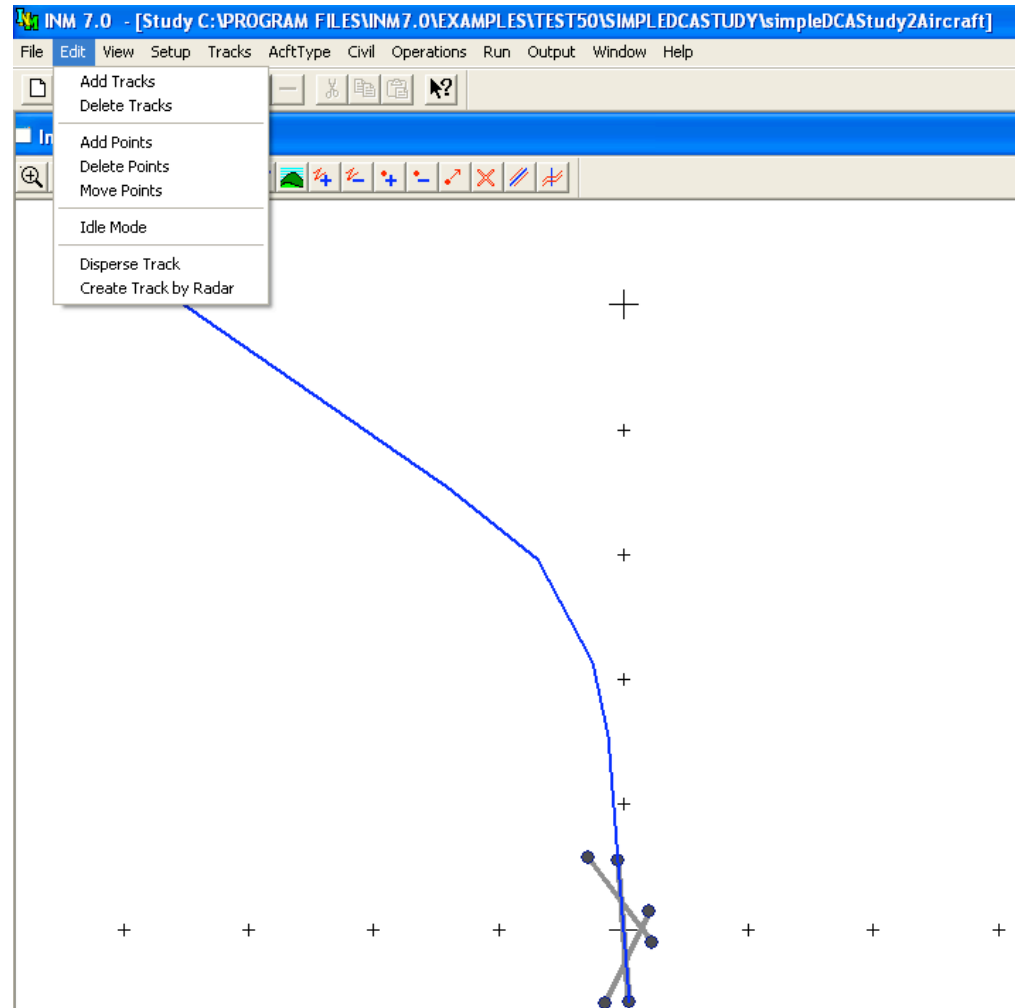 INM 7.0 - [Study C:\PROGRAM FILES\INM7.0\EXAMPLES\TEST50\SIMPLEDCASTUDY\simpleDCAStudy2Aircraft]
File Edit View Setup Tracks AcftType Civil Operations Run Output Window Help
Add Tracks
Delete Tracks
Add Points
Delete Points
Move Points
Idle Mode
Disperse Track
Create Track by Radar